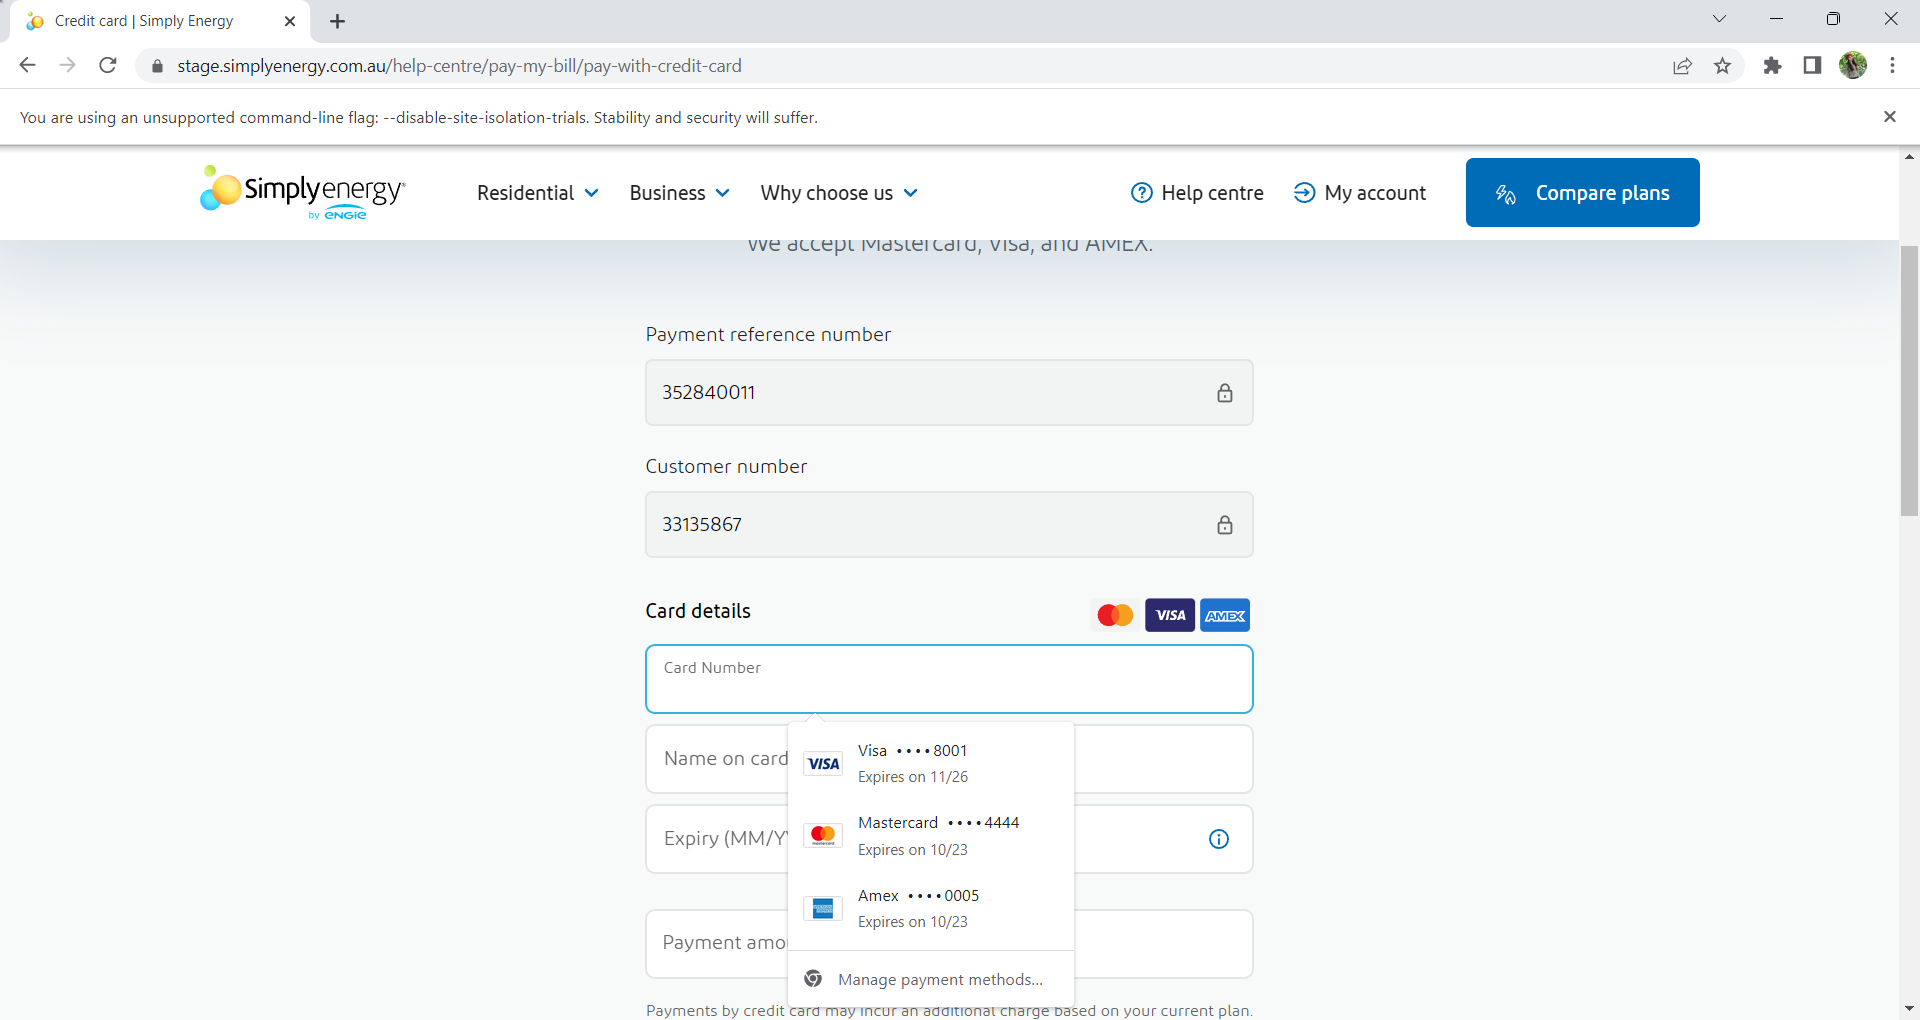 Credit card | Simply Energy
stage.simplyenergy.com.au/help-centre/pay-my-bill/pay-with-credit-card
You are using an unsupported command-line flag: --disable-site-isolation-trials. Stability and security will suffer.
Simplyenergy
by ENGIE
Residential
Business
Why choose us
Help centre
My account
Compare plans
We accept Mastercard, Visa, and AMEX.
Payment reference number
352840011
Customer number
33135867
Card details
VISA
AMEX
Card Number
Name on card
VISA
Visa ••••8001
Expires on 11/26
Expiry (MM/Y
mastercard
Mastercard ••••4444
Expires on 10/23
Amex ••••0005
Expires on 10/23
Payment amo
Manage payment methods...
Payments by credit card may incur an additional charge based on your current plan.